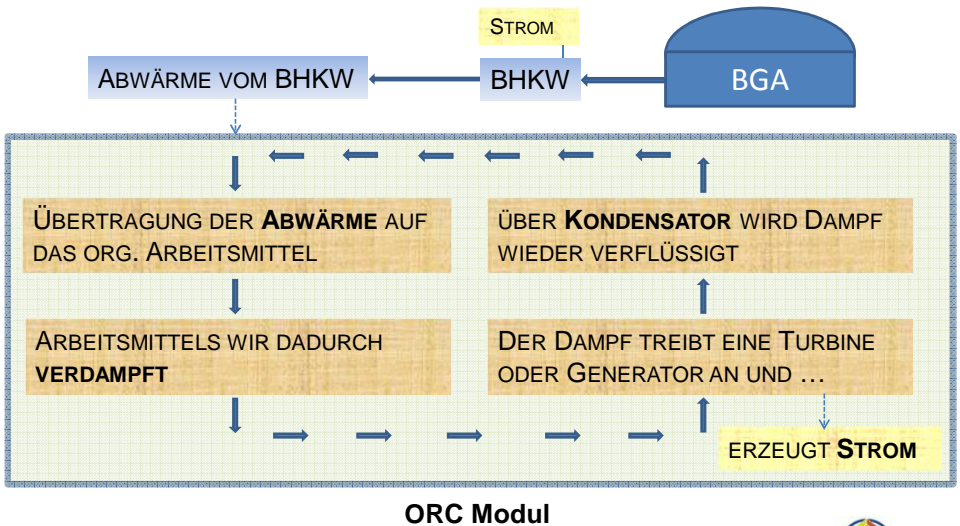 STROM
ABWÄRME VOM BHKW
BHKW
BGA
ÜBERTRAGUNG DER ABWÄRME AUF
DAS ORG. ARBEITSMITTEL
ÜBER KONDENSATOR WIRD DAMPF
WIEDER VERFLÜSSIGT
ARBEITSMITTELS WIR DADURCH
VERDAMPFT
DER DAMPF TREIBT EINE TURBINE
ODER GENERATOR AN UND …
ERZEUGT STROM
ORC Modul